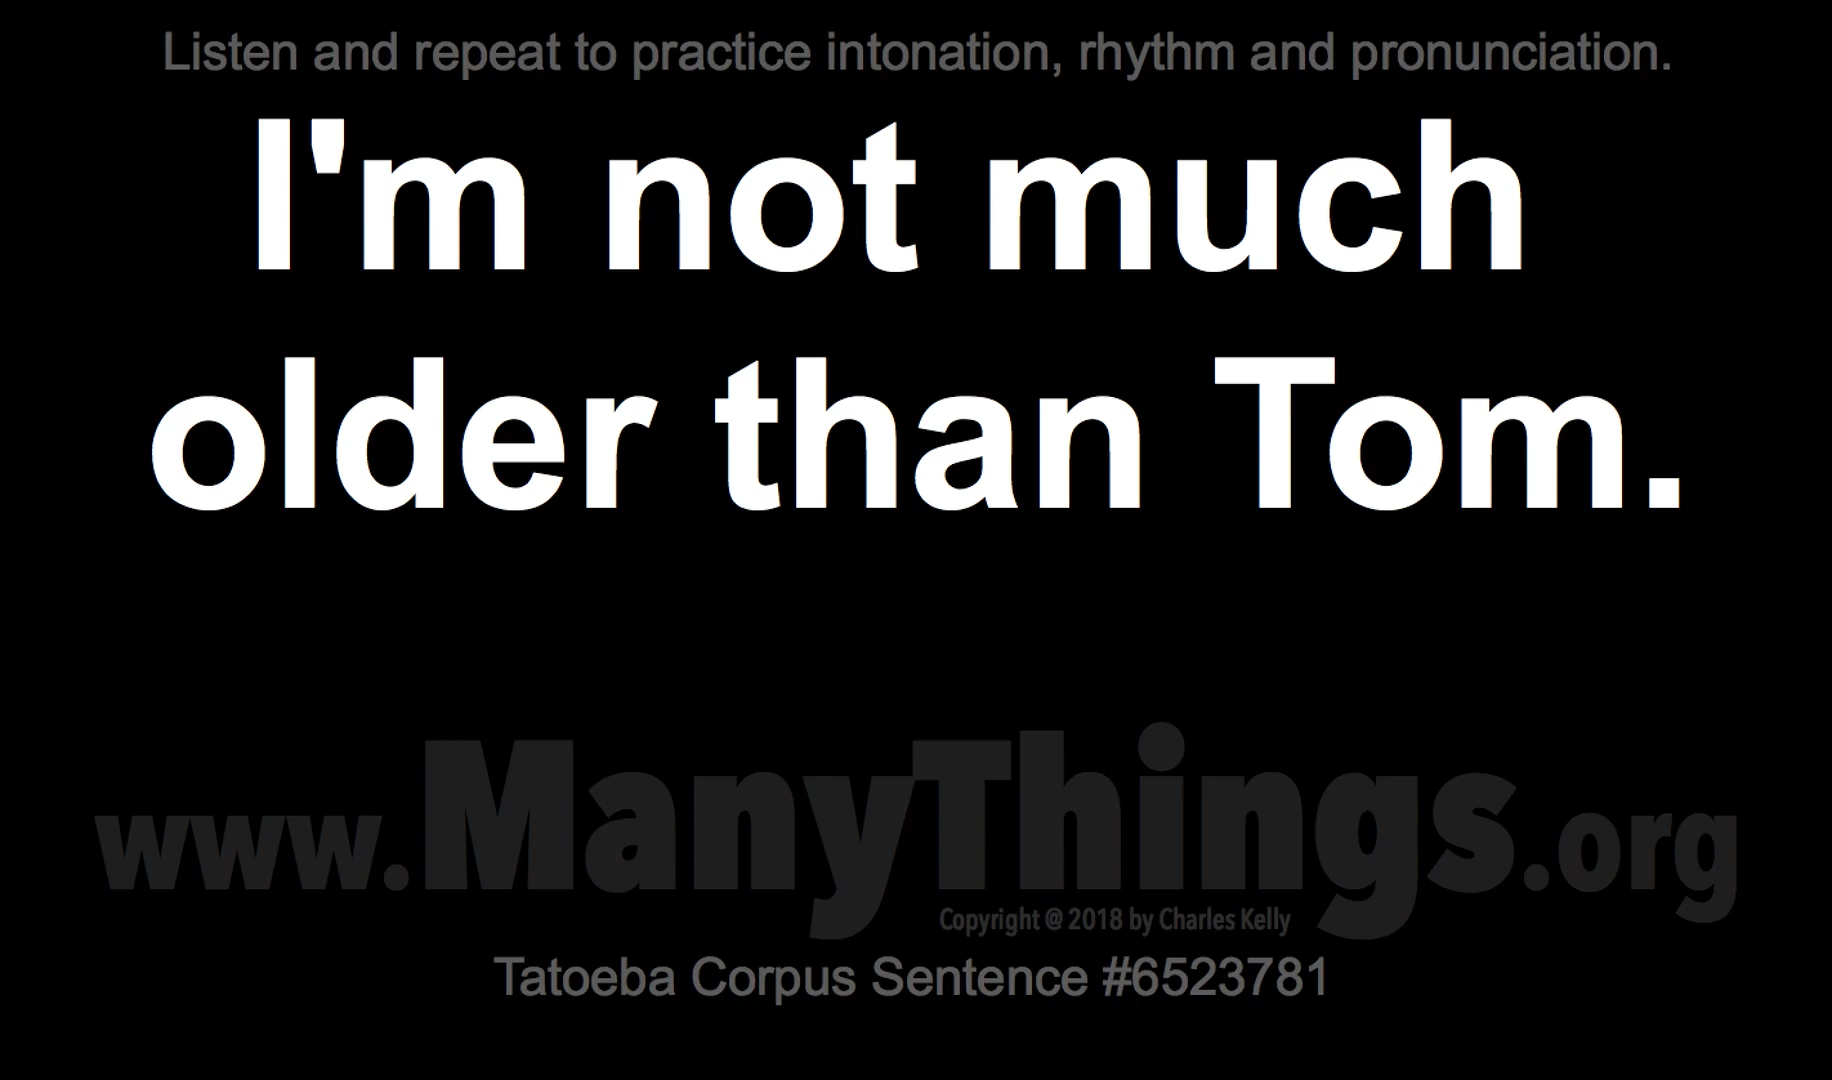 Listen and repeat to practice intonation, rhythm and pronunciation.
I'm not much
older than Tom.
www.ManyThings.org
Copyright @ 2018 by Charles Kelly
Tatoeba Corpus Sentence #6523781